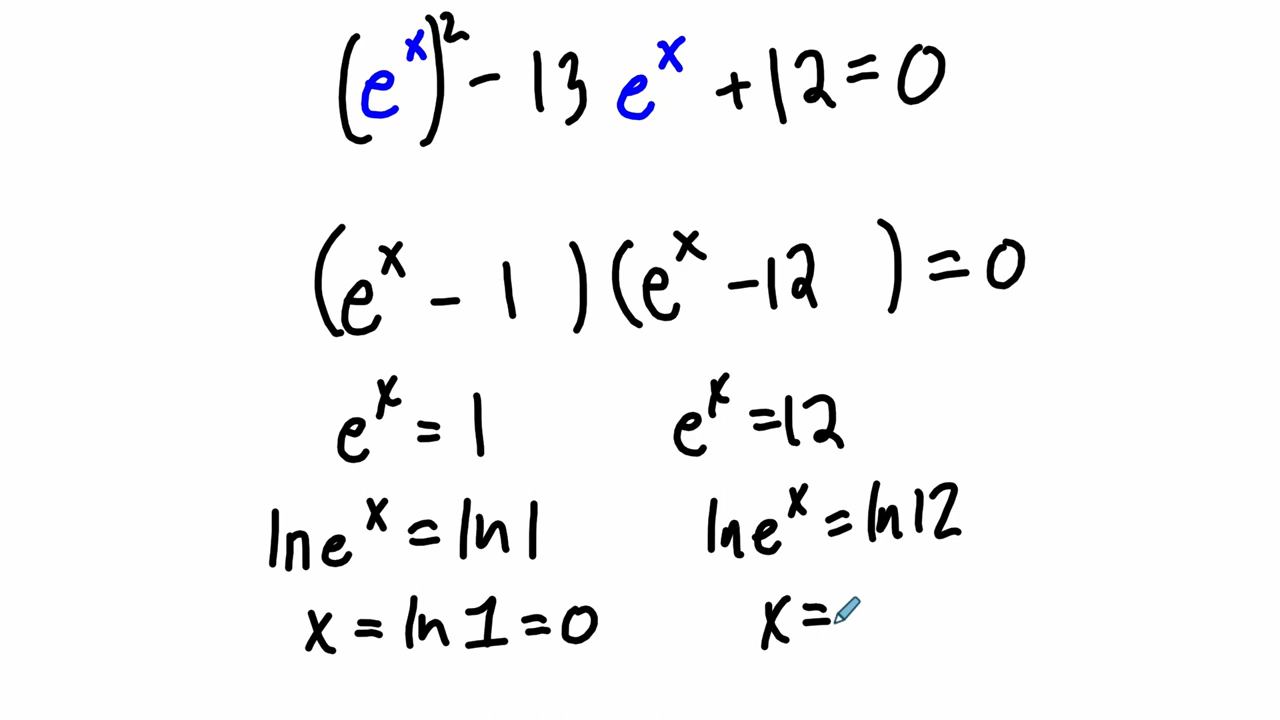 (e^x)^2 - 13 e^x + 12 = 0
(e^x - 1)(e^x - 12) = 0
e^x = 1 e^x = 12
ln e^x = ln 1 ln e^x = ln 12
x = ln 1 = 0 x =